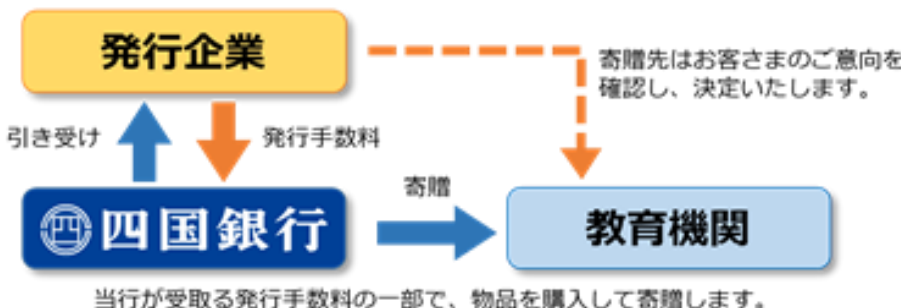 発行企業
寄贈先はお客さまのご意向を
確認し、決定いたします。
引き受け
発行手数料
四国銀行
寄贈
教育機関
当行が受取る発行手数料の一部で、物品を購入して寄贈します。